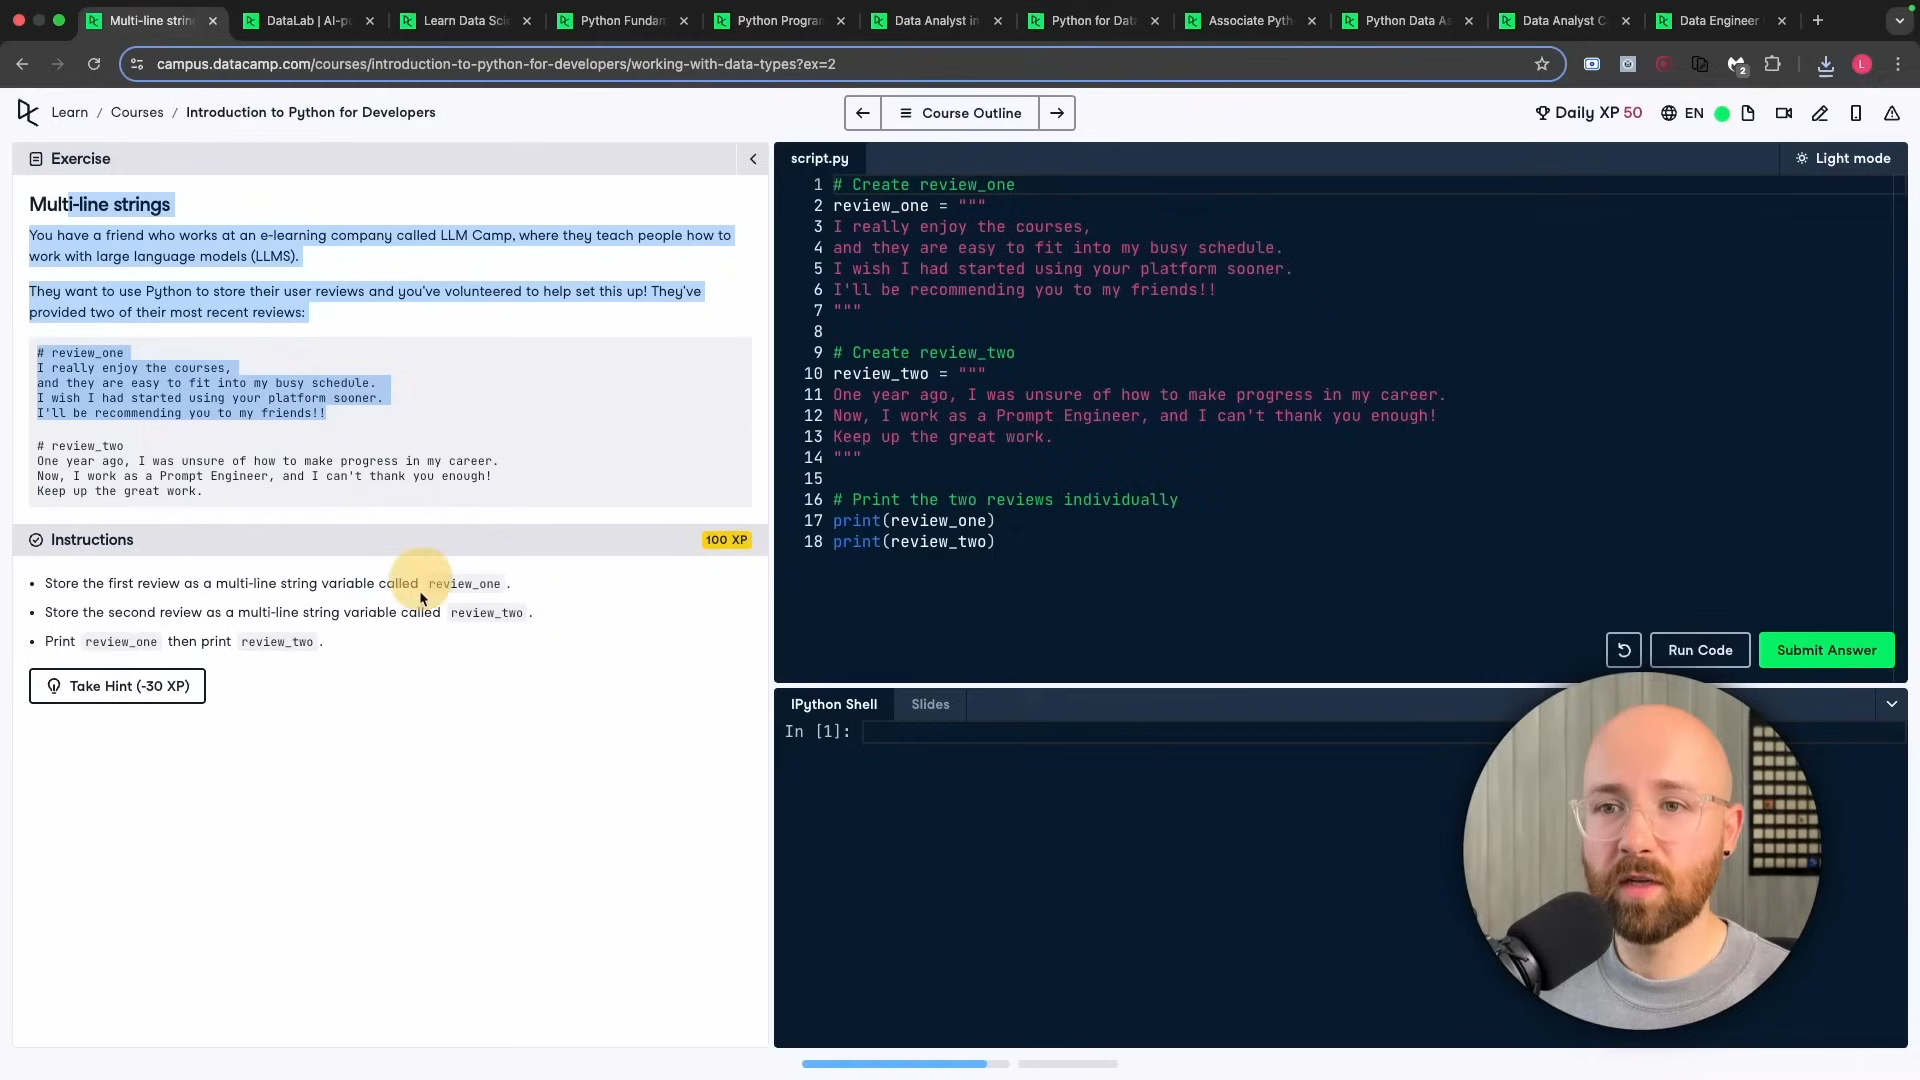 Multi-line strin
DataLab | AI-p
Learn Data Sci
Python Fundam
Python Program
Data Analyst in
Python for Dat
Associate Pyth
Python Data As
Data Analyst C
Data Engineer
campus.datacamp.com/courses/introduction-to-python-for-developers/working-with-data-types?ex=2
2
L
Learn / Courses / Introduction to Python for Developers
Course Outline
Daily XP 50
EN
Exercise
Multi-line strings
You have a friend who works at an e-learning company called LLM Camp, where they teach people how to
work with large language models (LLMS).
They want to use Python to store their user reviews and you've volunteered to help set this up! They've
provided two of their most recent reviews:
# review_one
I really enjoy the courses,
and they are easy to fit into my busy schedule.
I wish I had started using your platform sooner.
I'll be recommending you to my friends!!
# review_two
One year ago, I was unsure of how to make progress in my career.
Now, I work as a Prompt Engineer, and I can't thank you enough!
Keep up the great work.
Instructions
100 XP
• Store the first review as a multi-line string variable called review_one.
• Store the second review as a multi-line string variable called review_two.
• Print review_one then print review_two.
Take Hint (-30 XP)
script.py
Light mode
1 # Create review_one
2 review_one = """
3 I really enjoy the courses,
4 and they are easy to fit into my busy schedule.
5 I wish I had started using your platform sooner.
6 I'll be recommending you to my friends!!
7 """
8
9 # Create review_two
10 review_two = """
11 One year ago, I was unsure of how to make progress in my career.
12 Now, I work as a Prompt Engineer, and I can't thank you enough!
13 Keep up the great work.
14 """
15
16 # Print the two reviews individually
17 print(review_one)
18 print(review_two)
Run Code
Submit Answer
IPython Shell
Slides
In [1]: